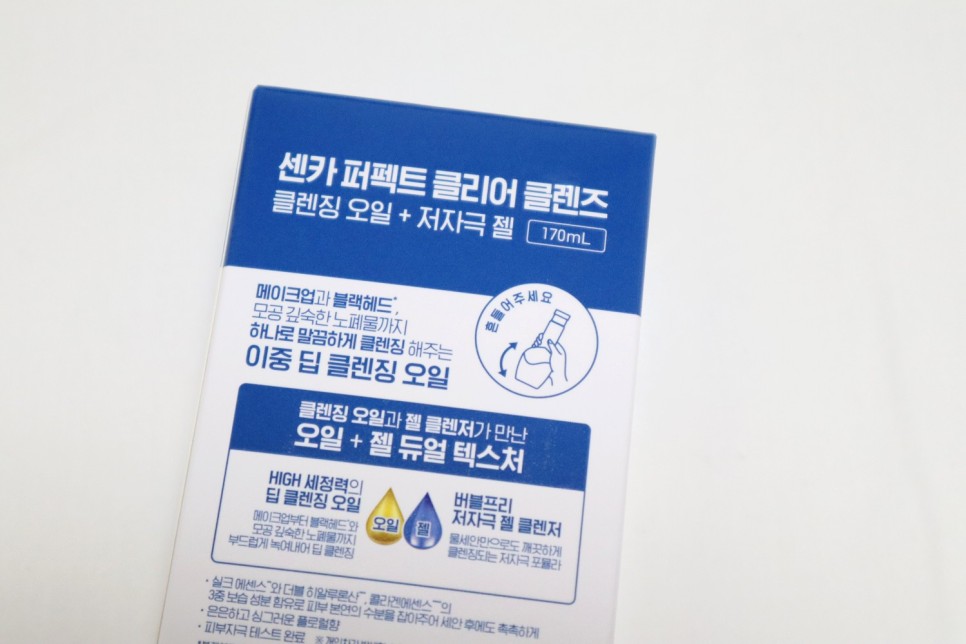 센카 퍼펙트 클리어 클렌즈
클렌징 오일 + 저자극 젤 170mL
메이크업과 블랙헤드*,
모공 깊숙한 노폐물까지
하나로 말끔하게 클렌징 해주는
이중 딥 클렌징 오일
흔들어주세요
클렌징 오일과 젤 클렌저가 만난
오일 + 젤 듀얼 텍스처
HIGH 세정력의
딥 클렌징 오일
메이크업부터 블랙헤드*와
모공 깊숙한 노폐물까지
부드럽게 녹여내어 딥 클렌징
오일
젤
버블프리
저자극 젤 클렌저
물세안만으로도 깨끗하게
클렌징되는 저자극 포뮬라
· 실크 에센스**와 더블 히알루론산***, 콜라겐에센스****의
3중 보습 성분 함유로 피부 본연의 수분을 잡아주어 세안 후에도 촉촉하게
· 은은하고 싱그러운 플로럴향
· 피부자극 테스트 완료